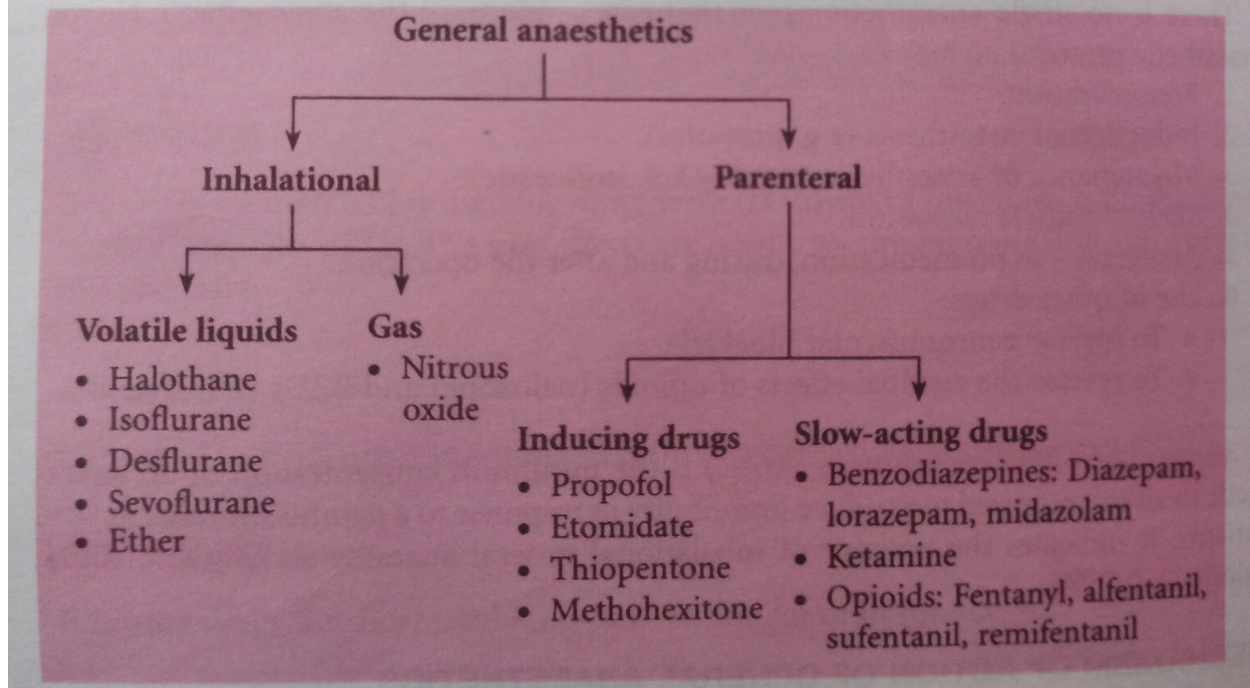 General anaesthetics
Inhalational
Parenteral
Volatile liquids
• Halothane
• Isoflurane
• Desflurane
• Sevoflurane
• Ether
Gas
• Nitrous
oxide
Inducing drugs
• Propofol
• Etomidate
• Thiopentone
• Methohexitone
Slow-acting drugs
• Benzodiazepines: Diazepam,
lorazepam, midazolam
• Ketamine
• Opioids: Fentanyl, alfentanil,
sufentanil, remifentanil